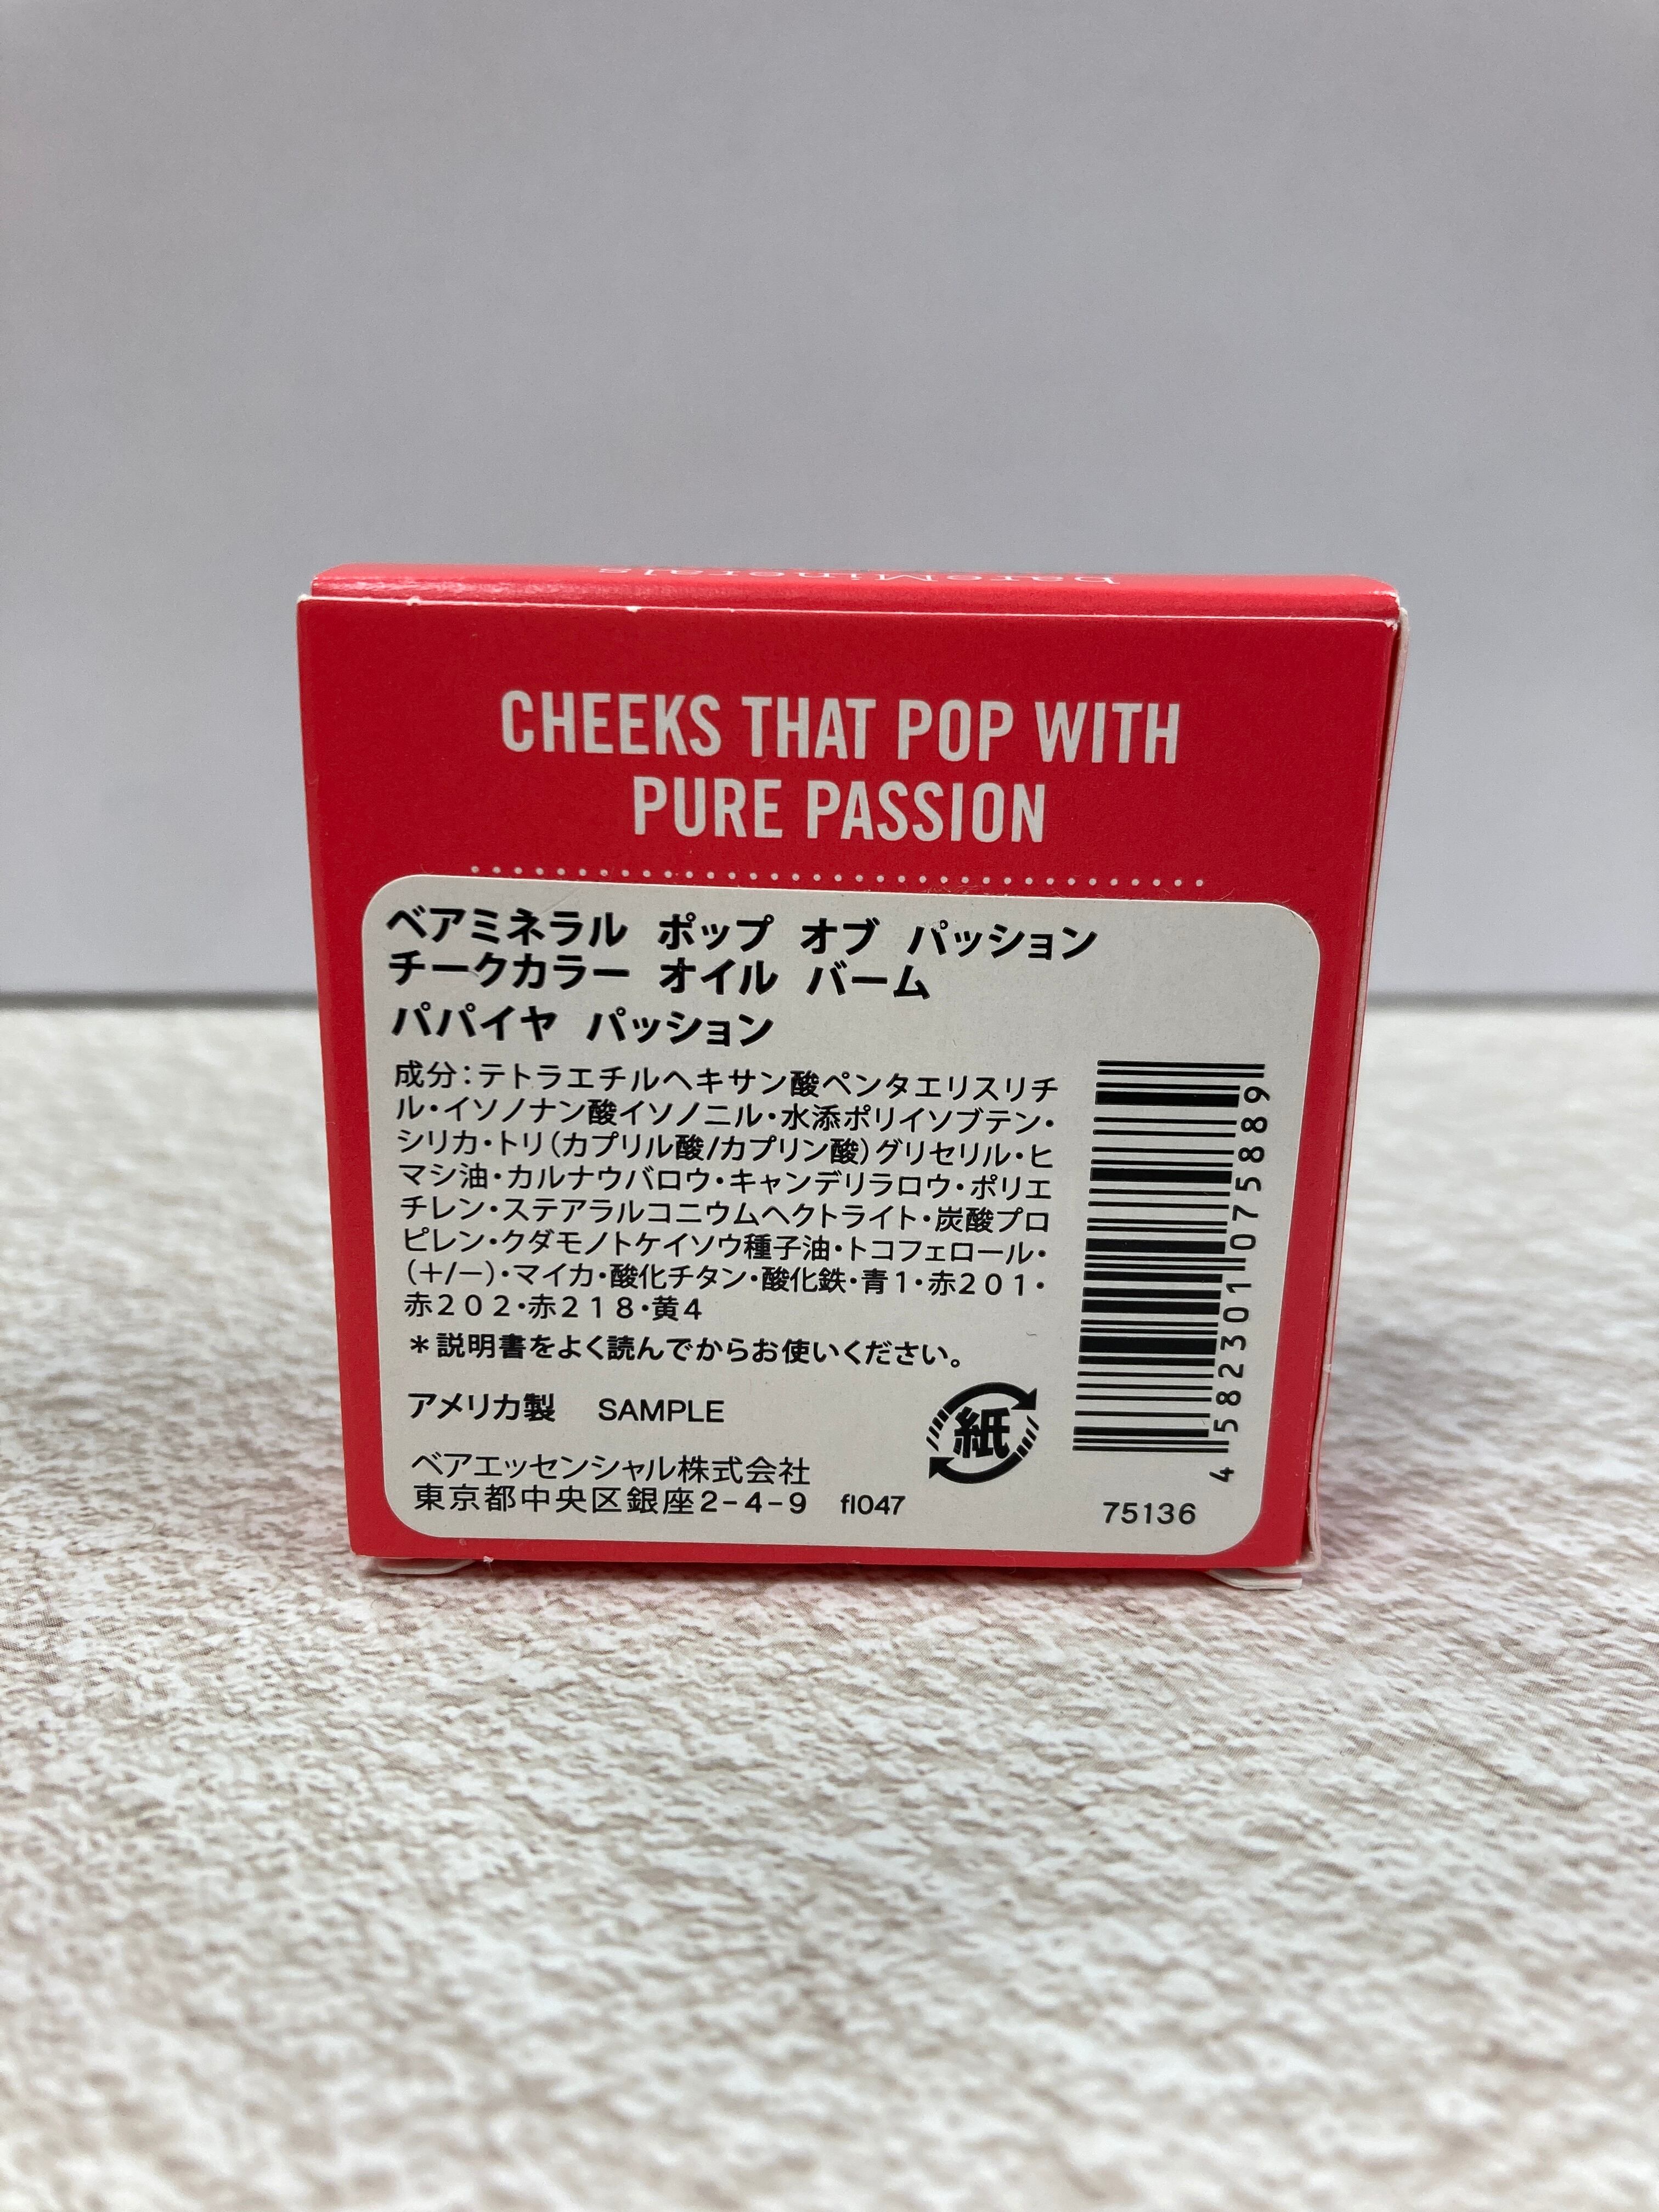 bareMinerals
CHEEKS THAT POP WITH
PURE PASSION
ベアミネラル ポップ オブ パッション
チークカラー オイル バーム
パパイヤ パッション
成分：テトラエチルヘキサン酸ペンタエリスリチ
ル・イソノナン酸イソノニル・水添ポリイソブテン・
シリカ・トリ（カプリル酸/カプリン酸）グリセリル・ヒ
マシ油・カルナウバロウ・キャンデリラロウ・ポリエ
チレン・ステアラルコニウムヘクトライト・炭酸プロ
ピレン・クダモノトケイソウ種子油・トコフェロール・
（＋/－）・マイカ・酸化チタン・酸化鉄・青１・赤２０１・
赤２０２・赤２１８・黄４
＊説明書をよく読んでからお使いください。
アメリカ製 SAMPLE
紙
ベアエッセンシャル株式会社
東京都中央区銀座2-4-9 fl047
75136
4 582301 075889